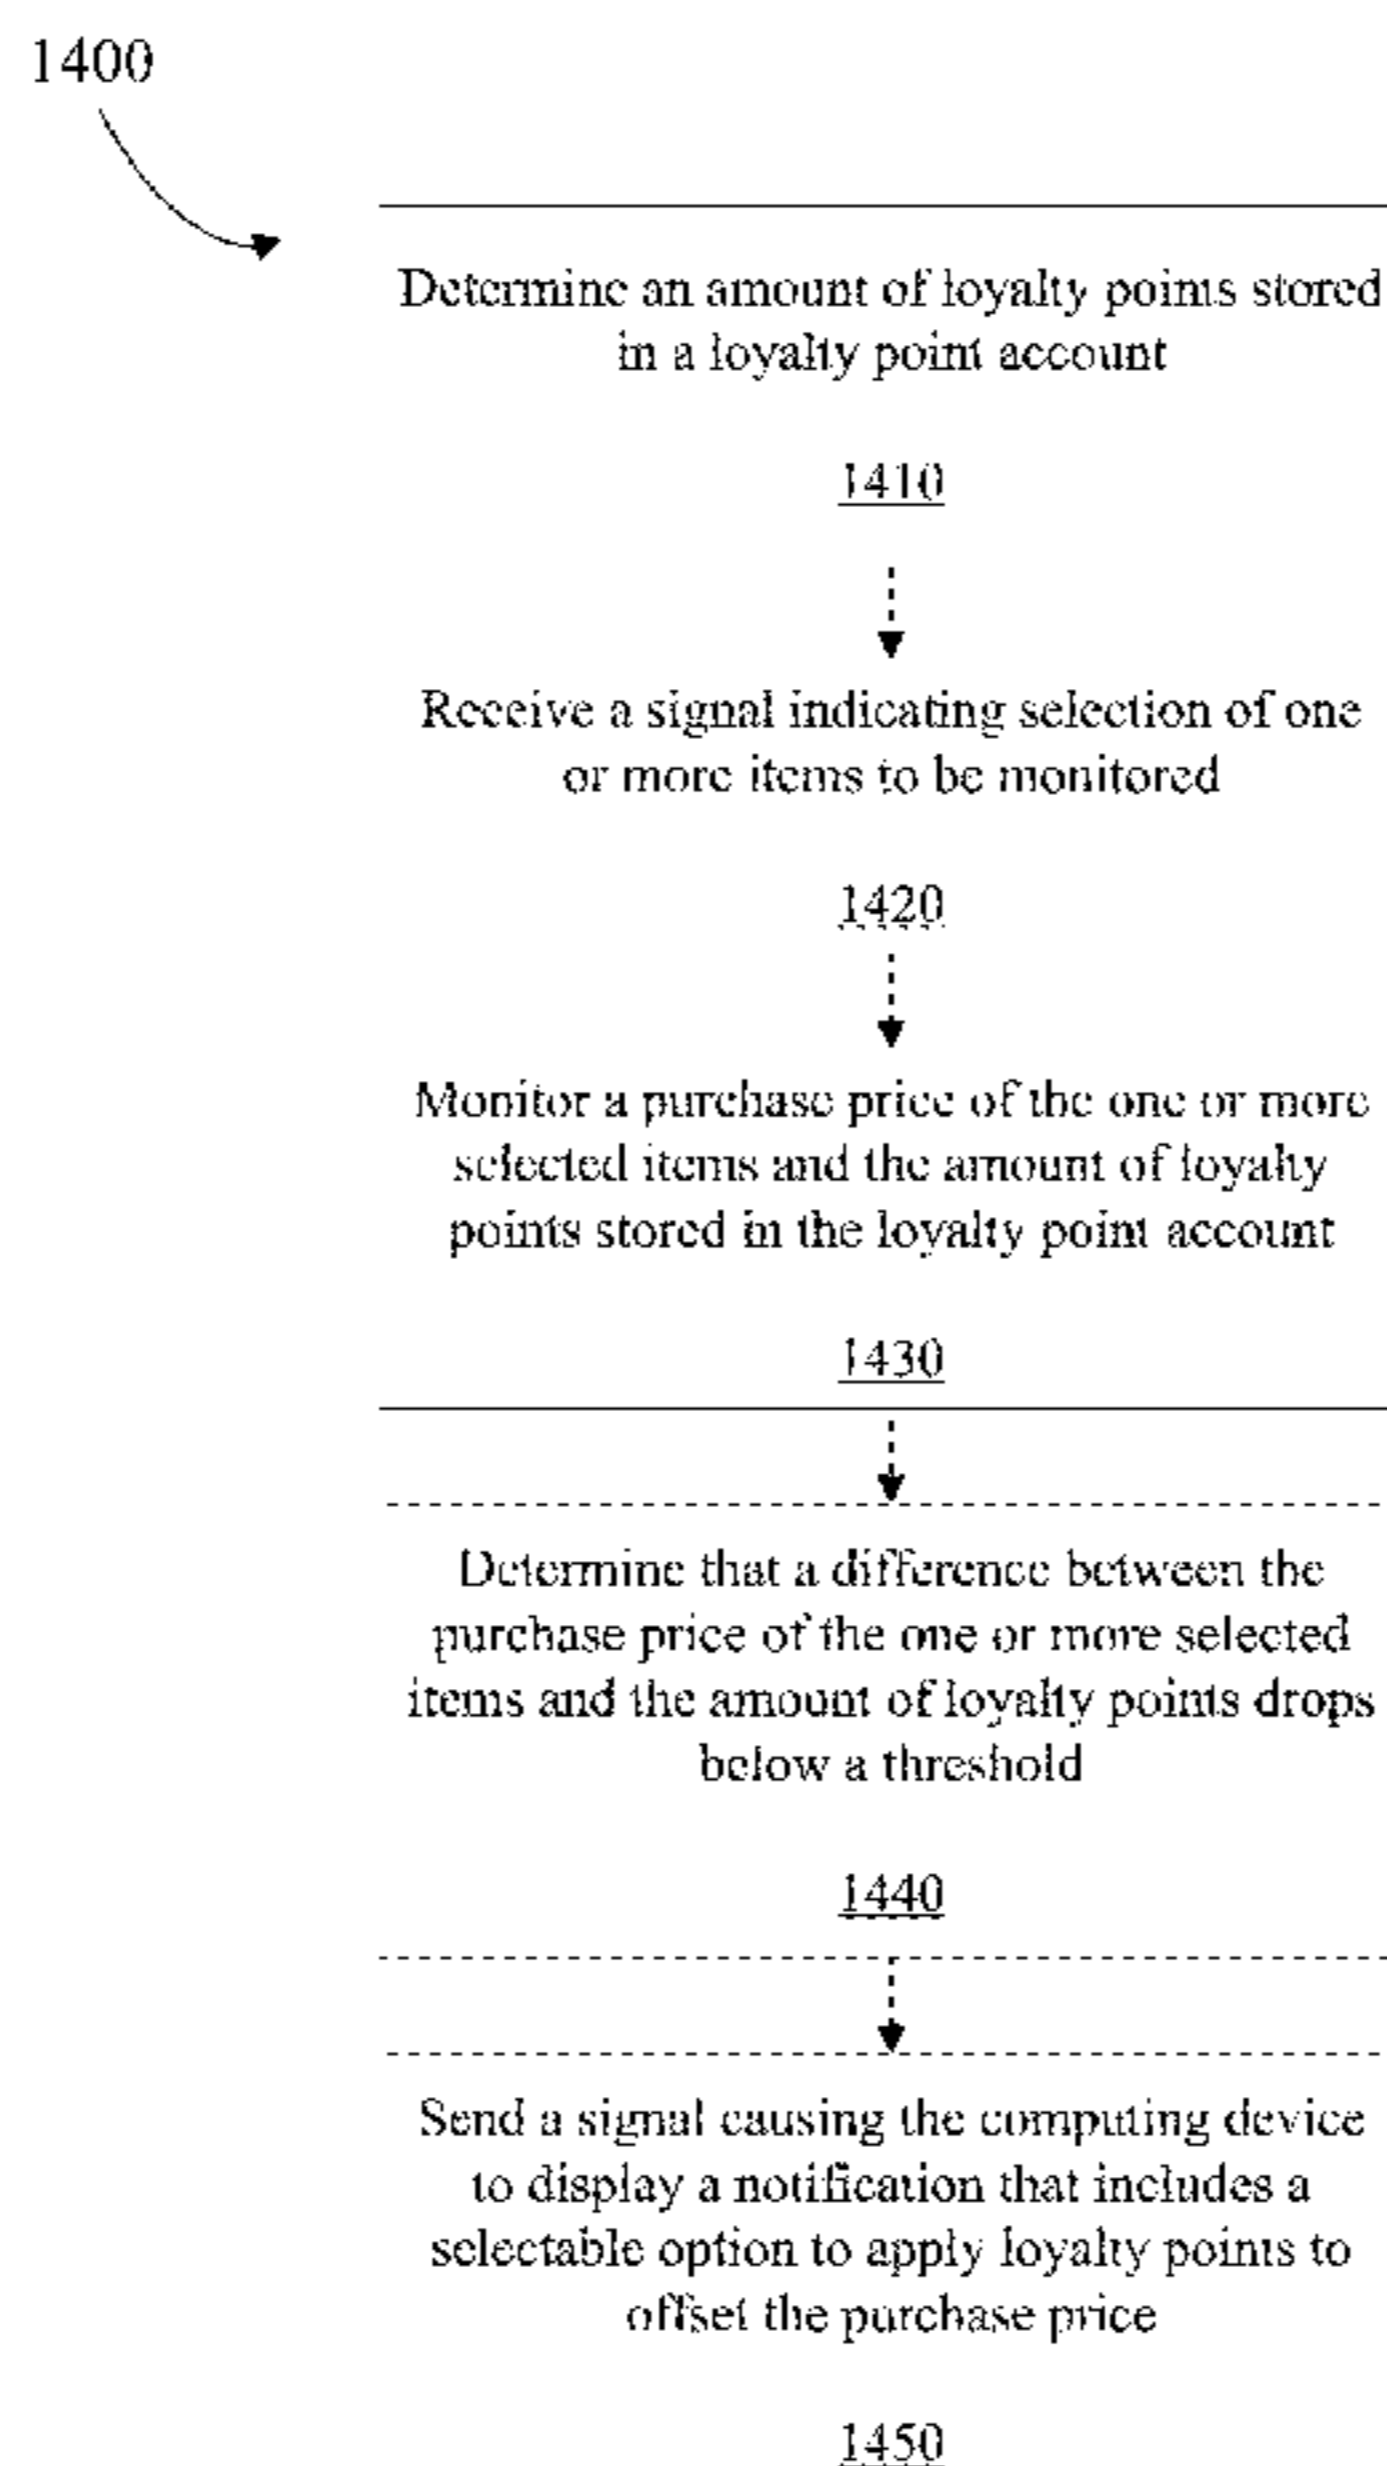 1400
Determine an amount of loyalty points stored
in a loyalty point account
1410
Receive a signal indicating selection of one
or more items to be monitored
1420
Monitor a purchase price of the one or more
selected items and the amount of loyalty
points stored in the loyalty point account
1430
Determine that a difference between the
purchase price of the one or more selected
items and the amount of loyalty points drops
below a threshold
1440
Send a signal causing the computing device
to display a notification that includes a
selectable option to apply loyalty points to
offset the purchase price
1450